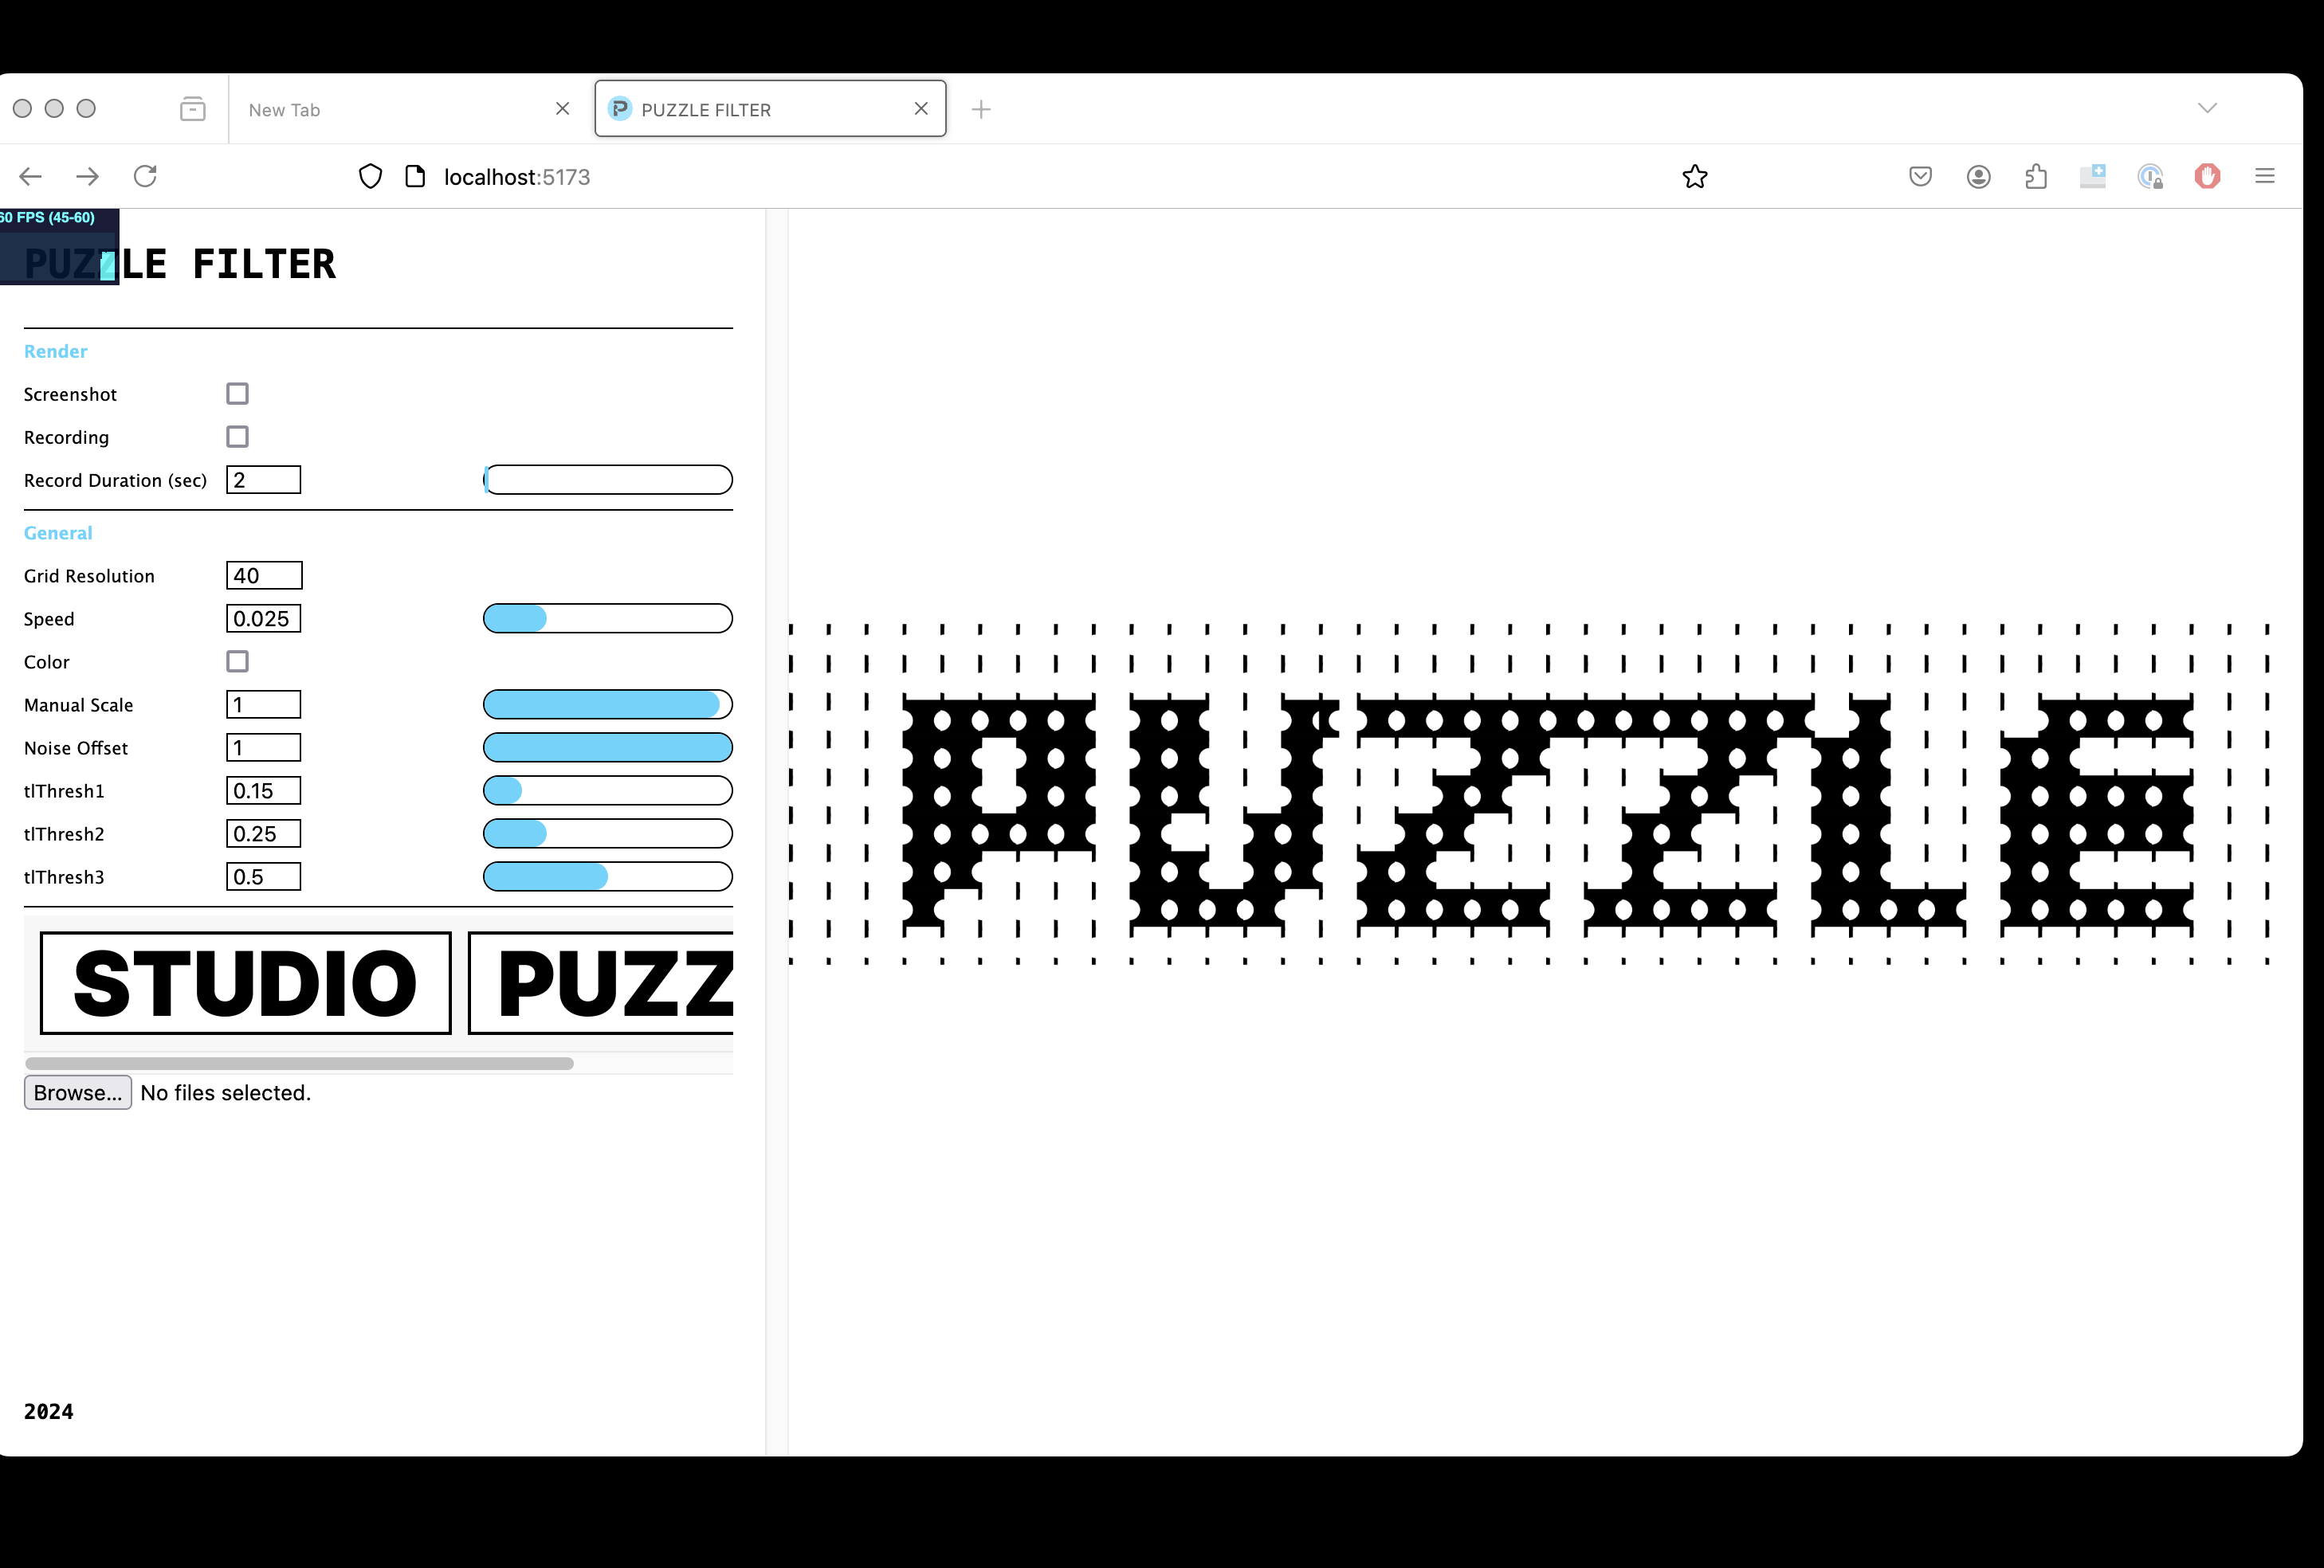 New Tab
PUZZLE FILTER
localhost:5173
60 FPS (45-60)
PUZZLE FILTER
Render
Screenshot
Recording
Record Duration (sec) 2
General
Grid Resolution 40
Speed 0.025
Color
Manual Scale 1
Noise Offset 1
tlThresh1 0.15
tlThresh2 0.25
tlThresh3 0.5
STUDIO PUZZ
Browse... No files selected.
2024
PUZZLE